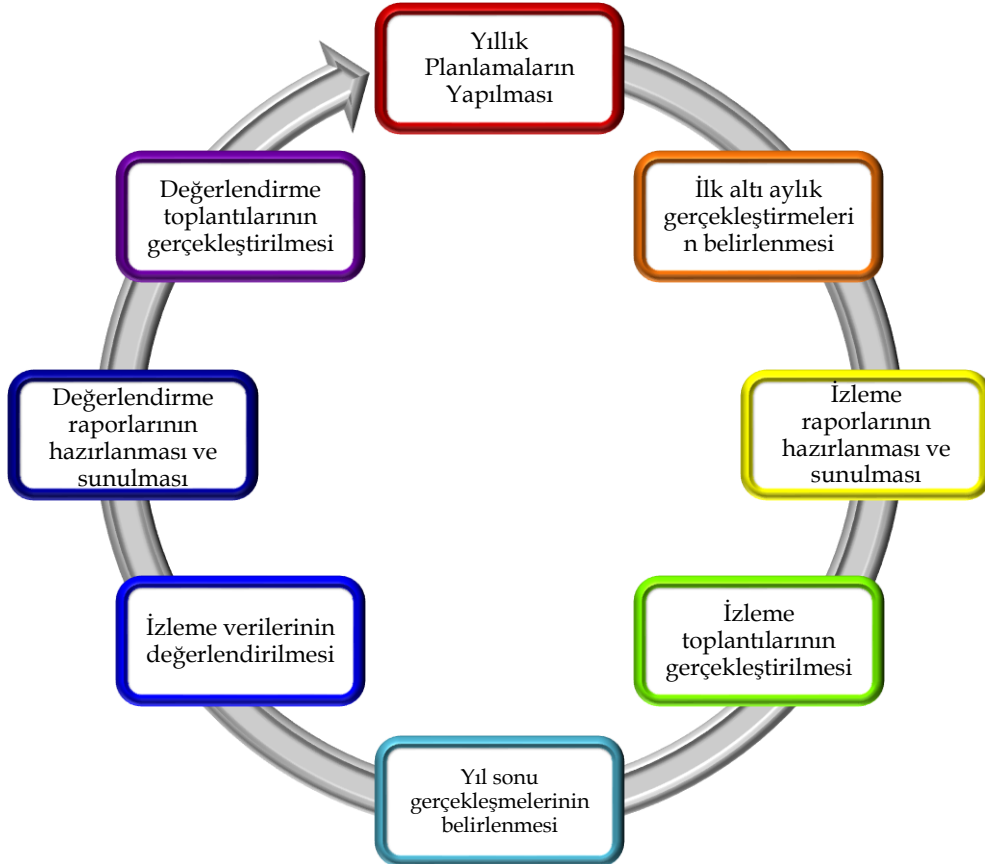 Yıllık
Planlamaların
Yapılması
İlk altı aylık
gerçekleştirmeleri
n belirlenmesi
İzleme
raporlarının
hazırlanması ve
sunulması
İzleme
toplantılarının
gerçekleştirilmesi
Yıl sonu
gerçekleşmelerinin
belirlenmesi
İzleme verilerinin
değerlendirilmesi
Değerlendirme
raporlarının
hazırlanması ve
sunulması
Değerlendirme
toplantılarının
gerçekleştirilmesi